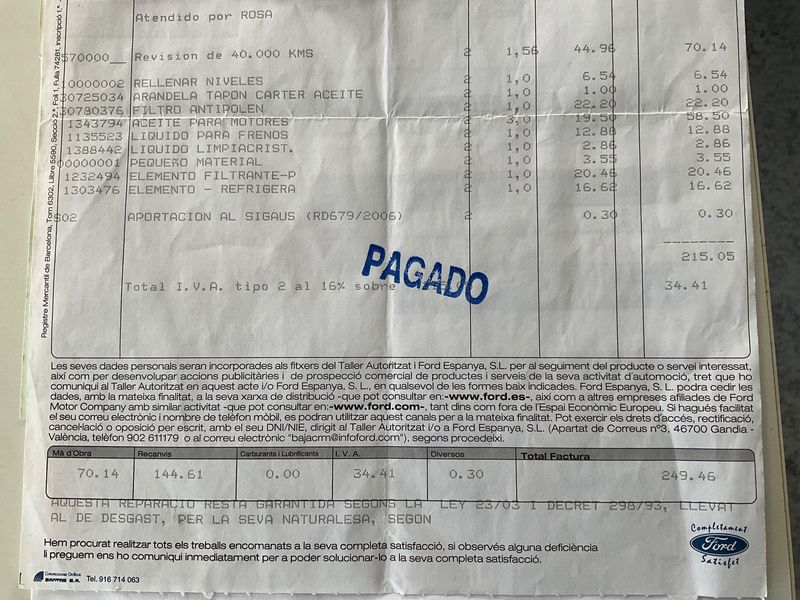 Atendido por ROSA
570000__ Revision de 40.000 KMS 2 1,56 44.96 70.14
0000002 RELLENAR NIVELES 2 1,0 6.54 6.54
30725034 ARANDELA TAPON CARTER ACEITE 2 1,0 1.00 1.00
30780376 FILTRO ANTIPOLEN 2 1,0 22.20 22.20
1343794 ACEITE PARA MOTORES 2 3,0 19.50 58.50
1135523 LIQUIDO PARA FRENOS 2 1,0 12.88 12.88
1388442 LIQUIDO LIMPIACRIST. 2 1,0 2.86 2.86
00000001 PEQUEÑO MATERIAL 2 1,0 3.55 3.55
1232494 ELEMENTO FILTRANTE-P 2 1,0 20.46 20.46
1303476 ELEMENTO - REFRIGERA 2 1,0 16.62 16.62
S02 APORTACION AL SIGAUS (RD679/2006) 2 0.30 0.30
215.05
PAGADO
Total I.V.A. tipo 2 al 16% sobre 34.41
Registre Mercantil de Barcelona, Tom 6302, Llibre 5590, Secció 2.ª, Foli 1, Fulla 74281, Inscripció 1.ª
Les seves dades personals seran incorporades als fitxers del Taller Autoritzat i Ford Espanya, S.L. per al seguiment del producte o servei interessat,
així com per desenvolupar accions publicitàries i de prospecció comercial de productes i serveis de la seva activitat d'automoció, tret que ho
comuniqui al Taller Autoritzat en aquest acte i/o Ford Espanya, S. L., en qualsevol de les formes baix indicades. Ford Espanya, S.L. podra cedir les
dades, amb la mateixa finalitat, a la seva xarxa de distribució -que pot consultar en:-www.ford.es-, així com a altres empreses afiliades de Ford
Motor Company amb similar activitat -que pot consultar en:-www.ford.com-, tant dins com fora de l'Espai Econòmic Europeu. Si hagués facilitat
el seu correu electrònic i nombre de telèfon mòbil, es podran utilitzar aquest canals per a la mateixa finalitat. Pot exercir els drets d'accés, rectificació,
cancel·lació o oposició per escrit, amb el seu DNI/NIE, dirigit al Taller Autoritzat i/o a Ford Espanya, S.L. (Apartat de Correus nº3, 46700 Gandia -
València, telèfon 902 611179 o al correu electrònic "bajacrm@infoford.com"), segons procedeixi.
Mà d'Obra Recanvis Carburants i Lubrificants I. V. A. Diversos Total Factura
70.14 144.61 0.00 34.41 0.30 249.46
AQUESTA REPARACIO RESTA GARANTIDA SEGONS LA LEY 23/03 I DECRET 298/93, LLEVAT
AL DE DESGAST, PER LA SEVA NATURALESA, SEGON
Hem procurat realitzar tots els treballs encomanats a la seva completa satisfacció, si observés alguna deficiència
li preguem ens ho comuniqui inmediatament per a poder solucionar-lo a la seva completa satisfacció.
Completament
Ford
Satisfet
SANTOS S.A. Tel. 916 714 063